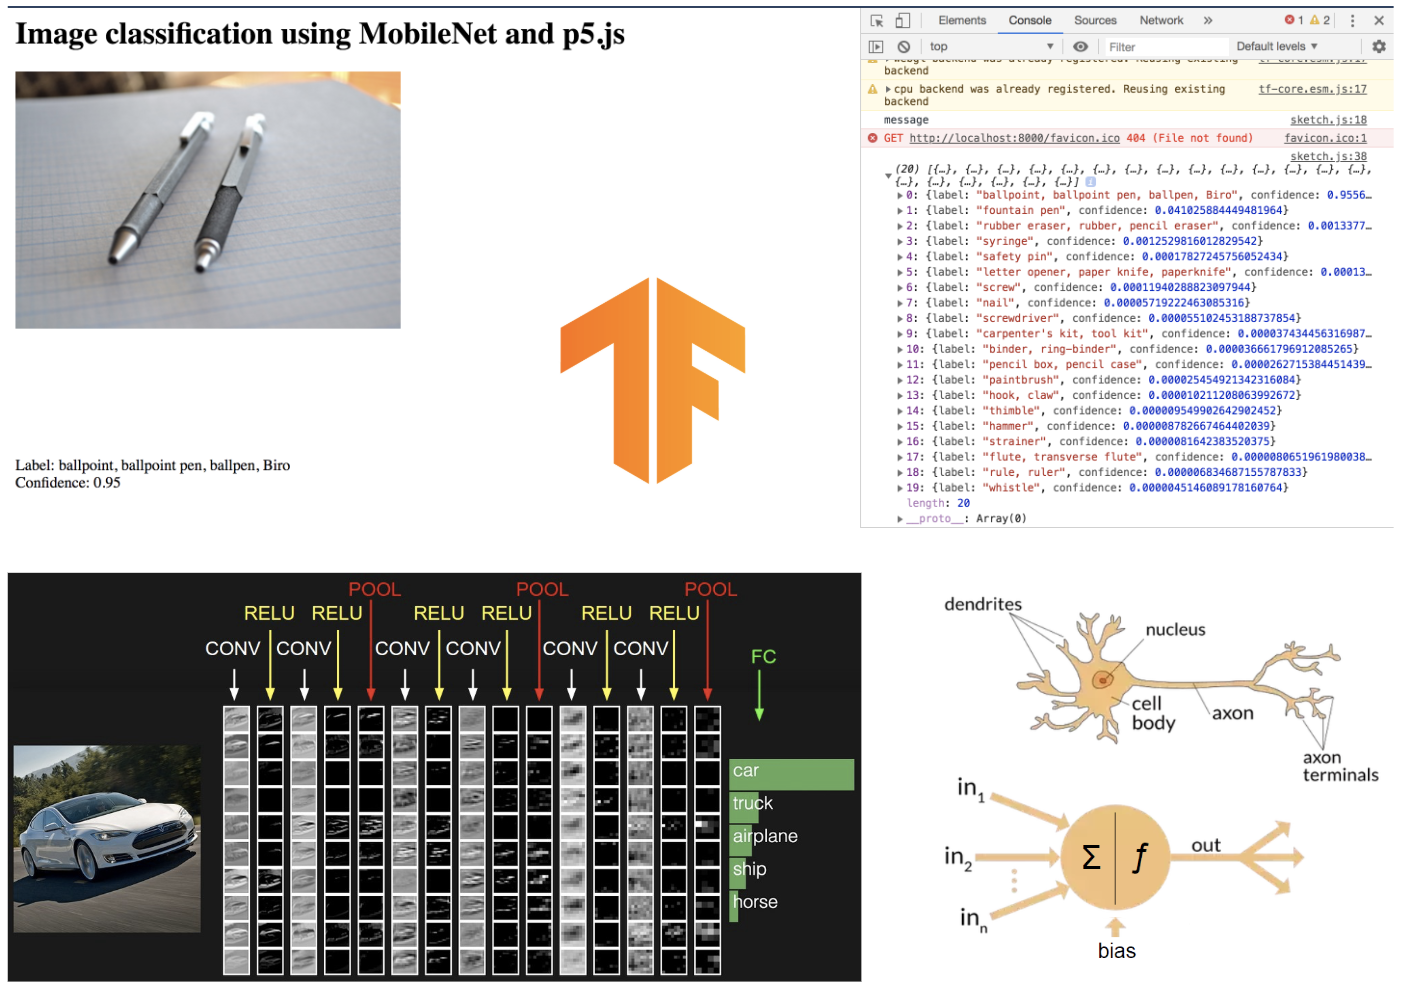 Image classification using MobileNet and p5.js
Label: ballpoint, ballpoint pen, ballpen, Biro
Confidence: 0.95
Elements Console Sources Network » 1 2
top Filter Default levels ▼
backend
cpu backend was already registered. Reusing existing tf-core.esm.js:17
backend
message sketch.js:18
GET http://localhost:8000/favicon.ico 404 (File not found) favicon.ico:1
sketch.js:38
(20) [{…}, {…}, {…}, {…}, {…}, {…}, {…}, {…}, {…}, {…}, {…}, {…}, {…}, {…},
{…}, {…}, {…}, {…}, {…}, {…}]
0: {label: "ballpoint, ballpoint pen, ballpen, Biro", confidence: 0.9556…
1: {label: "fountain pen", confidence: 0.041025884449481964}
2: {label: "rubber eraser, rubber, pencil eraser", confidence: 0.0013377…
3: {label: "syringe", confidence: 0.0012529816012829542}
4: {label: "safety pin", confidence: 0.00017827245756052434}
5: {label: "letter opener, paper knife, paperknife", confidence: 0.00013…
6: {label: "screw", confidence: 0.00011940288823097944}
7: {label: "nail", confidence: 0.00005719222463085316}
8: {label: "screwdriver", confidence: 0.000055102453188737854}
9: {label: "carpenter's kit, tool kit", confidence: 0.000037434456316987…
10: {label: "binder, ring-binder", confidence: 0.00003666179691208526​5}
11: {label: "pencil box, pencil case", confidence: 0.0000262715384451439…
12: {label: "paintbrush", confidence: 0.000025454921342316084}
13: {label: "hook, claw", confidence: 0.000010211208063992672}
14: {label: "thimble", confidence: 0.000009549902642902452}
15: {label: "hammer", confidence: 0.000008782667464402039}
16: {label: "strainer", confidence: 0.0000081642383520375}
17: {label: "flute, transverse flute", confidence: 0.0000080651961980038…
18: {label: "rule, ruler", confidence: 0.000006834687155787833}
19: {label: "whistle", confidence: 0.0000045146089178160764}
length: 20
__proto__: Array(0)
POOL POOL POOL
RELU RELU RELU RELU RELU RELU
CONV CONV CONV CONV CONV CONV
FC
car
truck
airplane
ship
horse
dendrites
nucleus
cell
body
axon
axon
terminals
in1
in2
inn
Σ f
out
bias